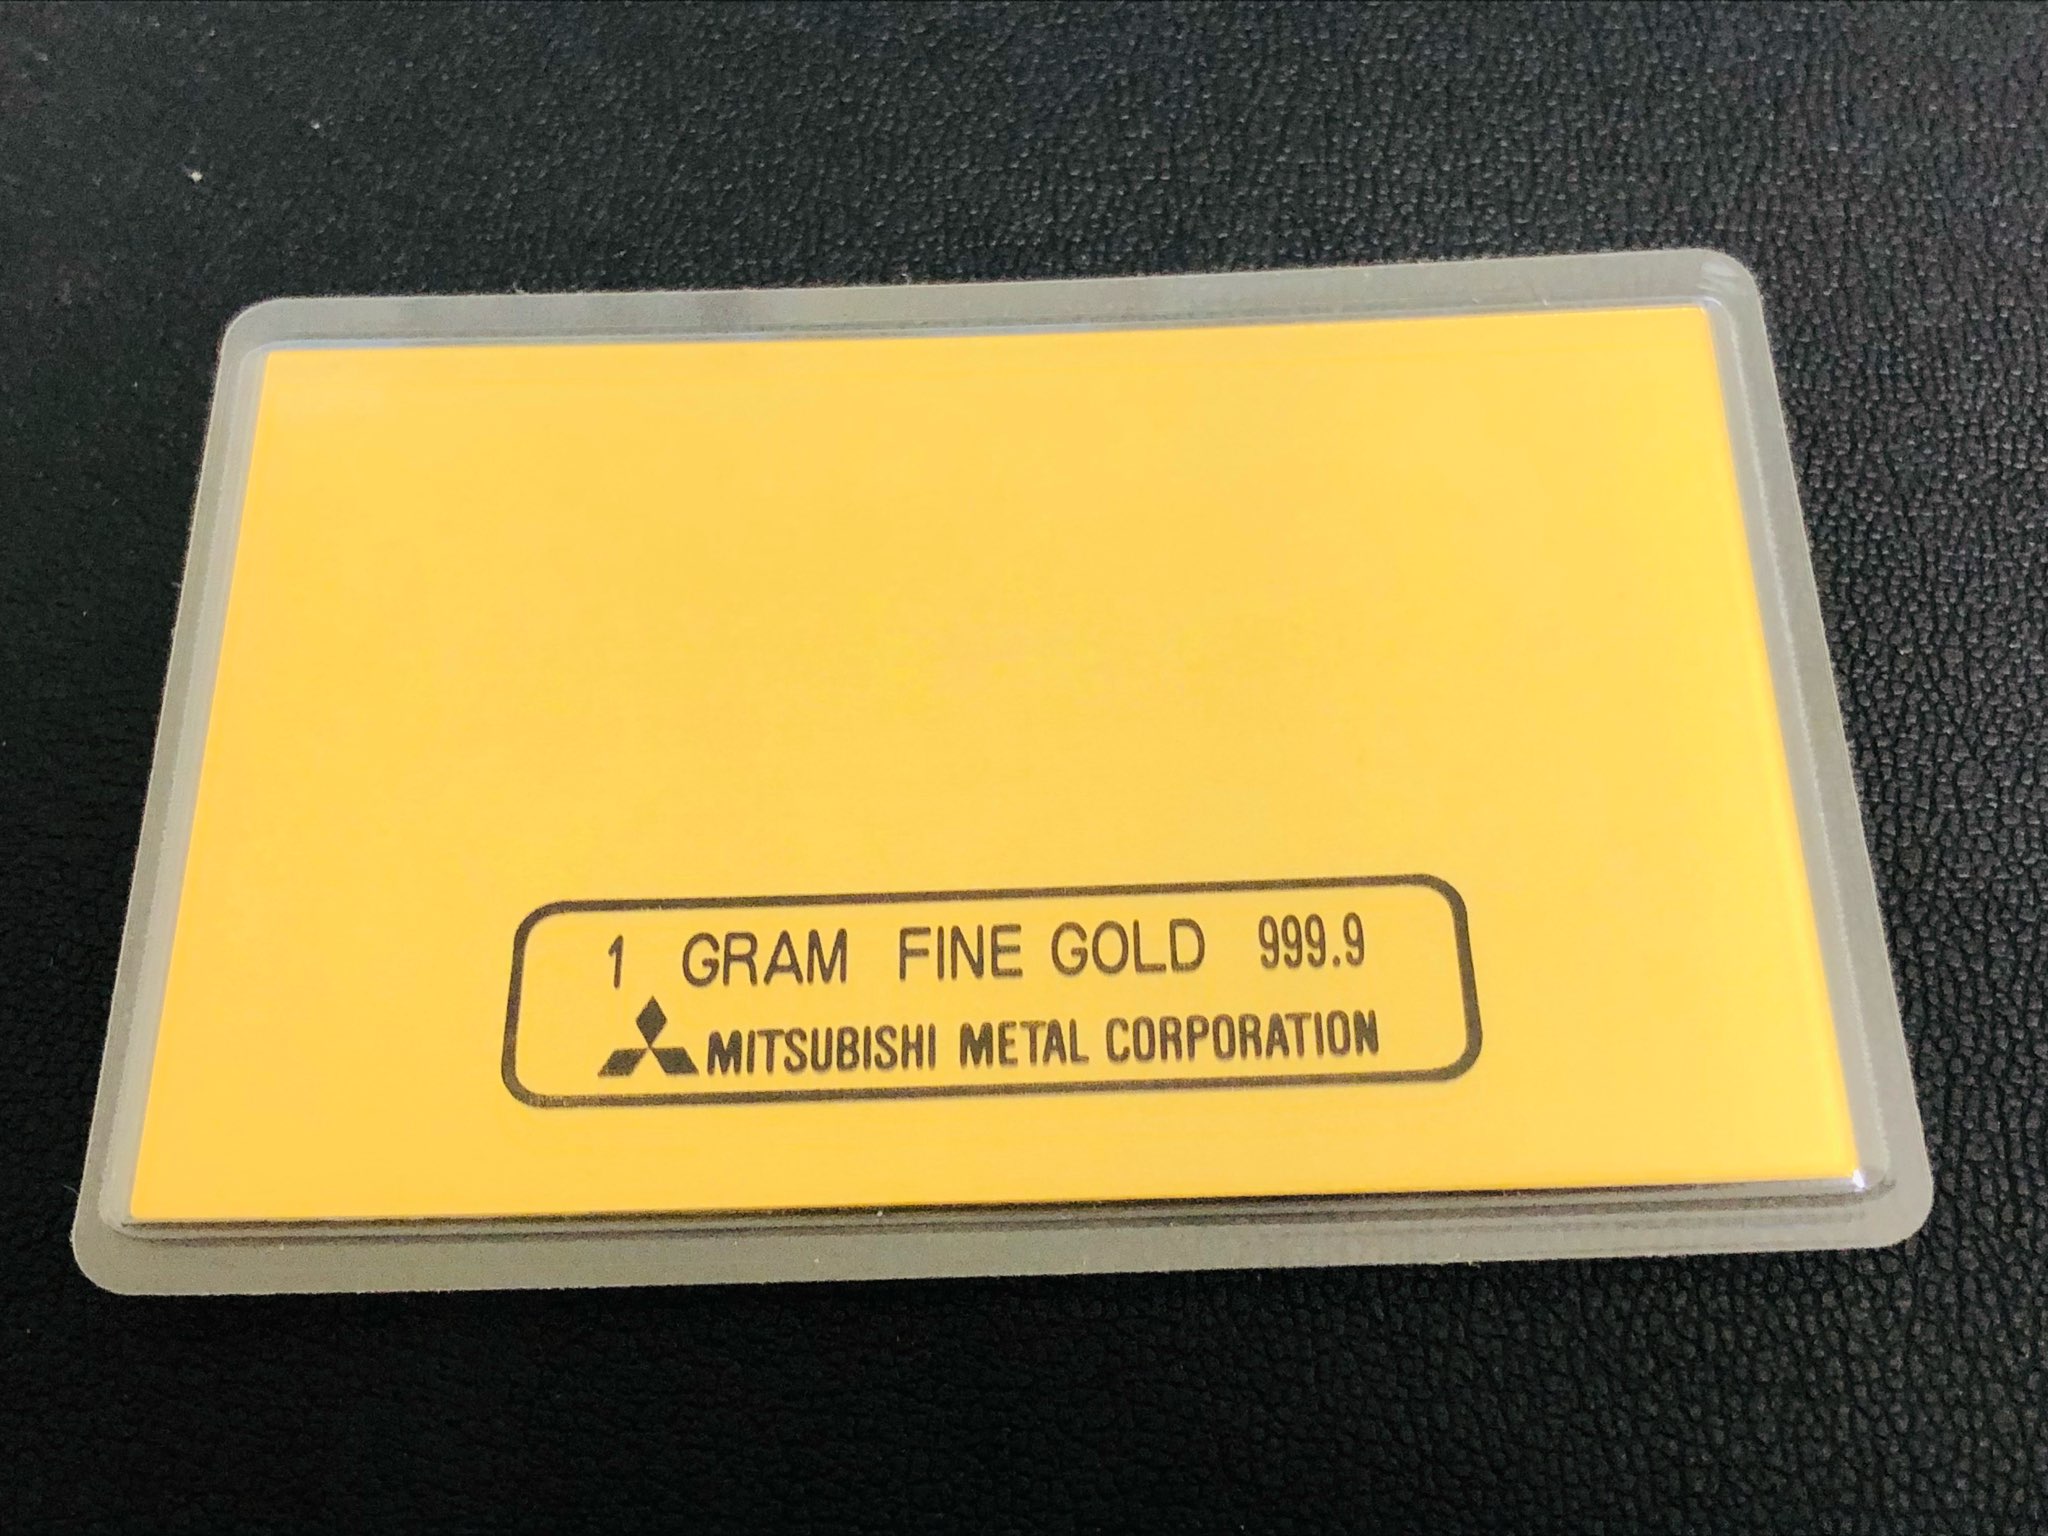 1 GRAM FINE GOLD 999.9
MITSUBISHI METAL CORPORATION